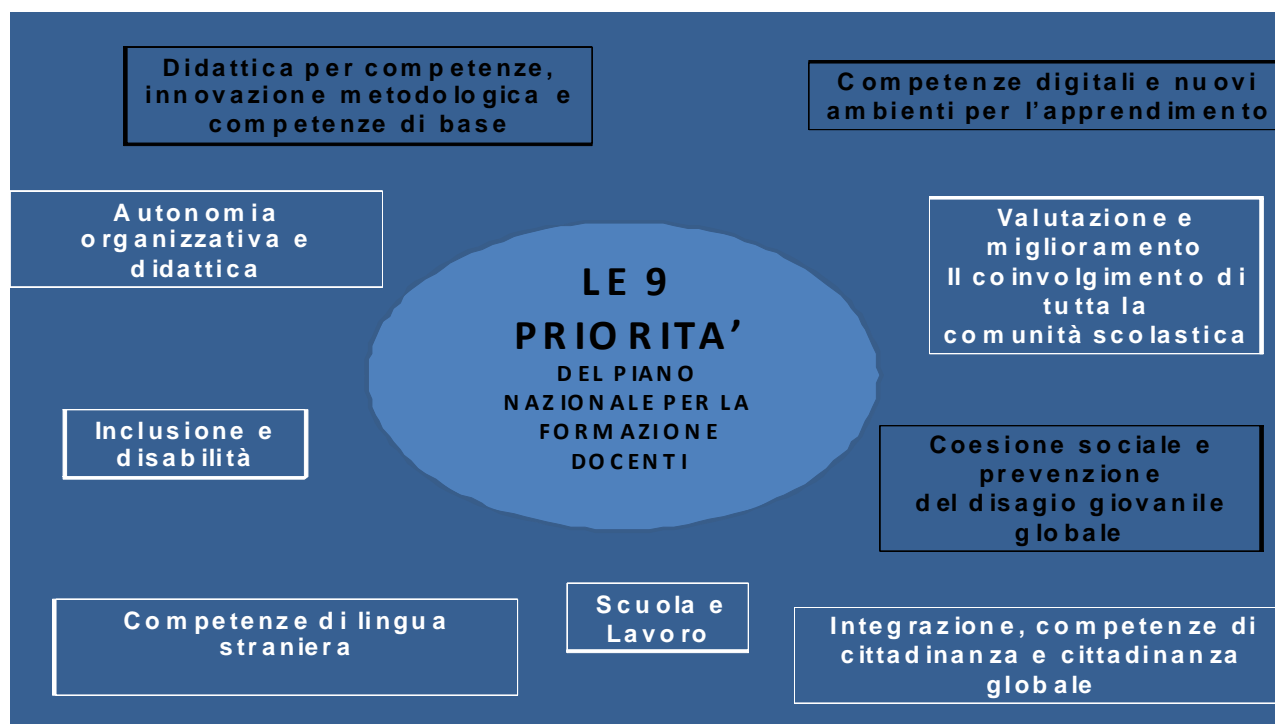 Didattica per competenze,
innovazione metodologica e
competenze di base
Competenze digitali e nuovi
ambienti per l’apprendimento
Autonomia
organizzativa e
didattica
Valutazione e
miglioramento
Il coinvolgimento di
tutta la
comunità scolastica
LE 9
PRIORITA’
DEL PIANO
NAZIONALE PER LA
FORMAZIONE
DOCENTI
Inclusione e
disabilità
Coesione sociale e
prevenzione
del disagio giovanile
globale
Competenze di lingua
straniera
Scuola e
Lavoro
Integrazione, competenze di
cittadinanza e cittadinanza
globale